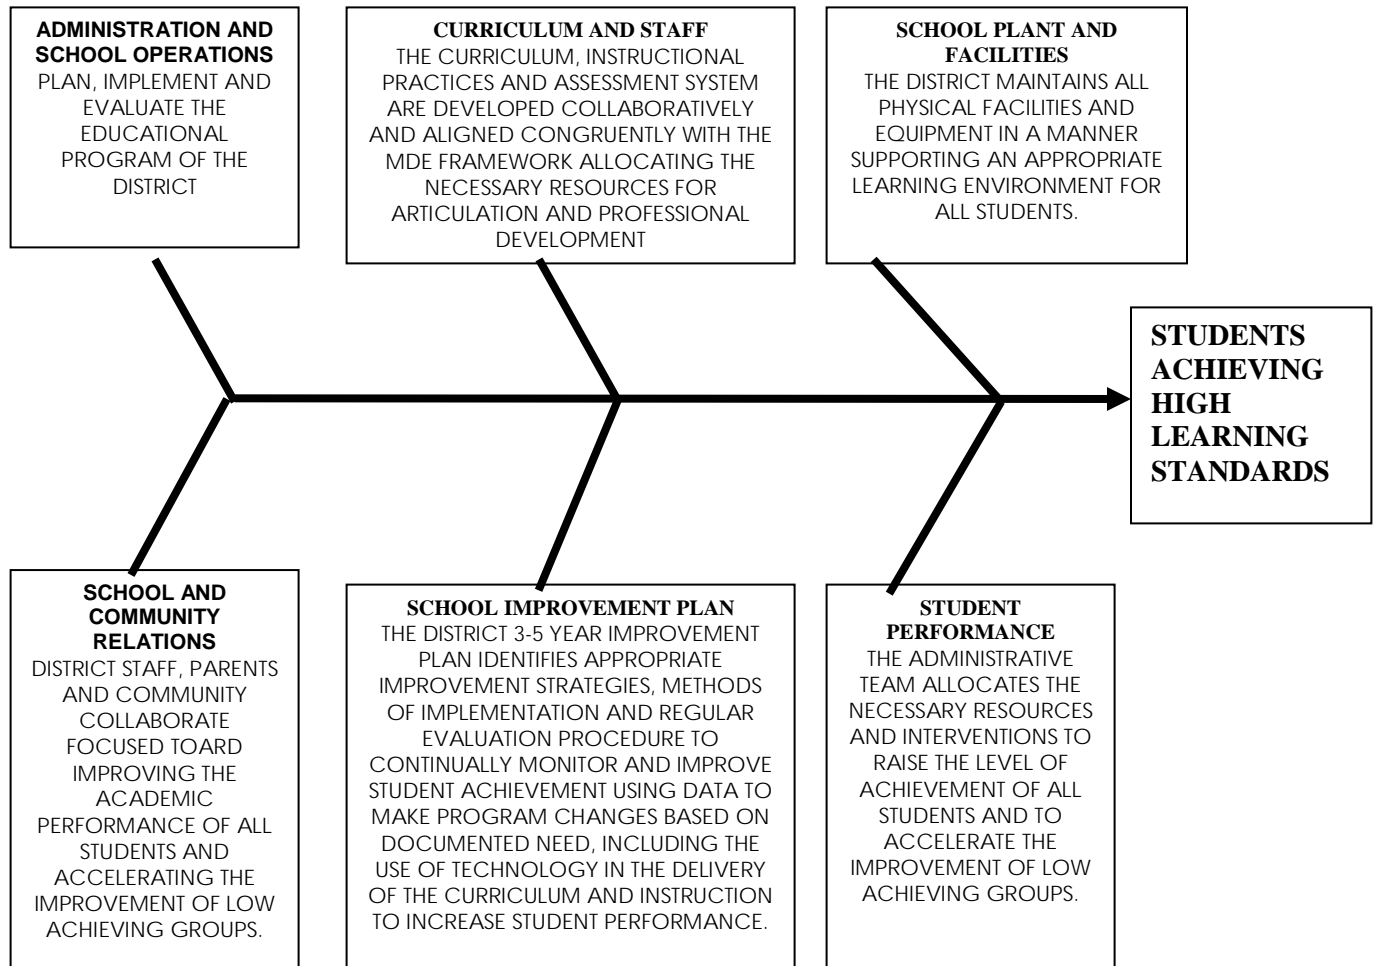 ADMINISTRATION AND
SCHOOL OPERATIONS
PLAN, IMPLEMENT AND
EVALUATE THE
EDUCATIONAL
PROGRAM OF THE
DISTRICT
CURRICULUM AND STAFF
THE CURRICULUM, INSTRUCTIONAL
PRACTICES AND ASSESSMENT SYSTEM
ARE DEVELOPED COLLABORATIVELY
AND ALIGNED CONGRUENTLY WITH THE
MDE FRAMEWORK ALLOCATING THE
NECESSARY RESOURCES FOR
ARTICULATION AND PROFESSIONAL
DEVELOPMENT
SCHOOL PLANT AND
FACILITIES
THE DISTRICT MAINTAINS ALL
PHYSICAL FACILITIES AND
EQUIPMENT IN A MANNER
SUPPORTING AN APPROPRIATE
LEARNING ENVIRONMENT FOR
ALL STUDENTS.
STUDENTS
ACHIEVING
HIGH
LEARNING
STANDARDS
SCHOOL AND
COMMUNITY
RELATIONS
DISTRICT STAFF, PARENTS
AND COMMUNITY
COLLABORATE
FOCUSED TOARD
IMPROVING THE
ACADEMIC
PERFORMANCE OF ALL
STUDENTS AND
ACCELERATING THE
IMPROVEMENT OF LOW
ACHIEVING GROUPS.
SCHOOL IMPROVEMENT PLAN
THE DISTRICT 3-5 YEAR IMPROVEMENT
PLAN IDENTIFIES APPROPRIATE
IMPROVEMENT STRATEGIES, METHODS
OF IMPLEMENTATION AND REGULAR
EVALUATION PROCEDURE TO
CONTINUALLY MONITOR AND IMPROVE
STUDENT ACHIEVEMENT USING DATA TO
MAKE PROGRAM CHANGES BASED ON
DOCUMENTED NEED, INCLUDING THE
USE OF TECHNOLOGY IN THE DELIVERY
OF THE CURRICULUM AND INSTRUCTION
TO INCREASE STUDENT PERFORMANCE.
STUDENT
PERFORMANCE
THE ADMINISTRATIVE
TEAM ALLOCATES THE
NECESSARY RESOURCES
AND INTERVENTIONS TO
RAISE THE LEVEL OF
ACHIEVEMENT OF ALL
STUDENTS AND TO
ACCELERATE THE
IMPROVEMENT OF LOW
ACHIEVING GROUPS.